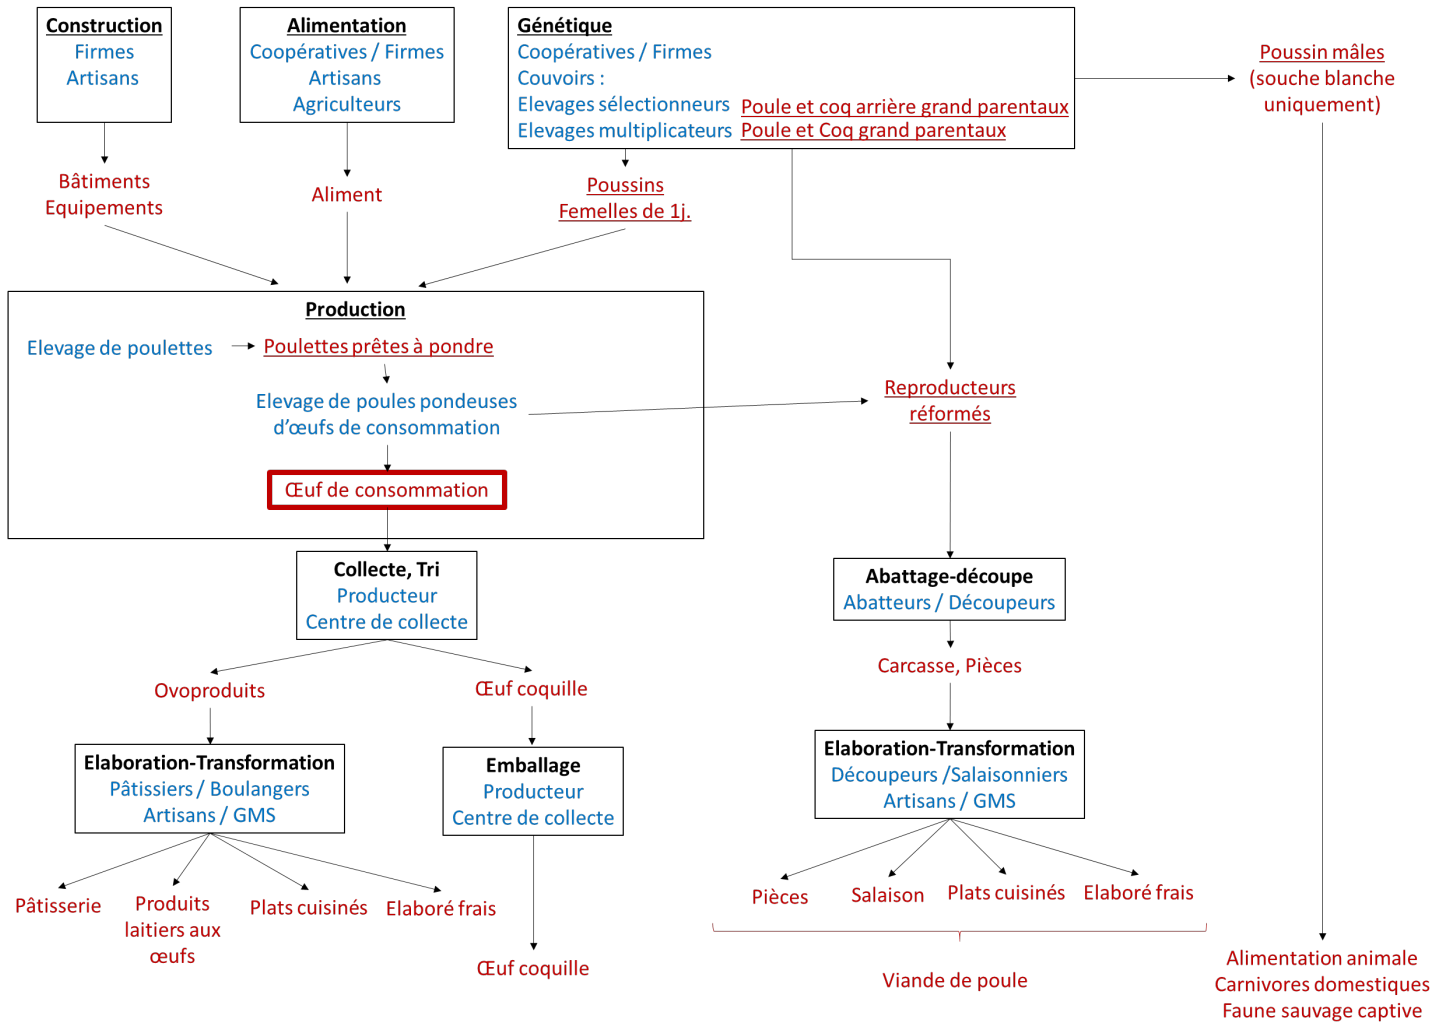 Construction
Firmes
Artisans
Alimentation
Coopératives / Firmes
Artisans
Agriculteurs
Génétique
Coopératives / Firmes
Couvoirs :
Elevages sélectionneurs Poule et coq arrière grand parentaux
Elevages multiplicateurs Poule et Coq grand parentaux
Poussin mâles
(souche blanche
uniquement)
Bâtiments
Equipements
Aliment
Poussins
Femelles de 1j.
Production
Elevage de poulettes
Poulettes prêtes à pondre
Elevage de poules pondeuses
d’œufs de consommation
Œuf de consommation
Reproducteurs
réformés
Collecte, Tri
Producteur
Centre de collecte
Abattage-découpe
Abatteurs / Découpeurs
Ovoproduits
Œuf coquille
Carcasse, Pièces
Elaboration-Transformation
Pâtissiers / Boulangers
Artisans / GMS
Emballage
Producteur
Centre de collecte
Elaboration-Transformation
Découpeurs /Salaisonniers
Artisans / GMS
Pâtisserie
Produits
laitiers aux
œufs
Plats cuisinés
Elaboré frais
Œuf coquille
Pièces
Salaison
Plats cuisinés
Elaboré frais
Viande de poule
Alimentation animale
Carnivores domestiques
Faune sauvage captive